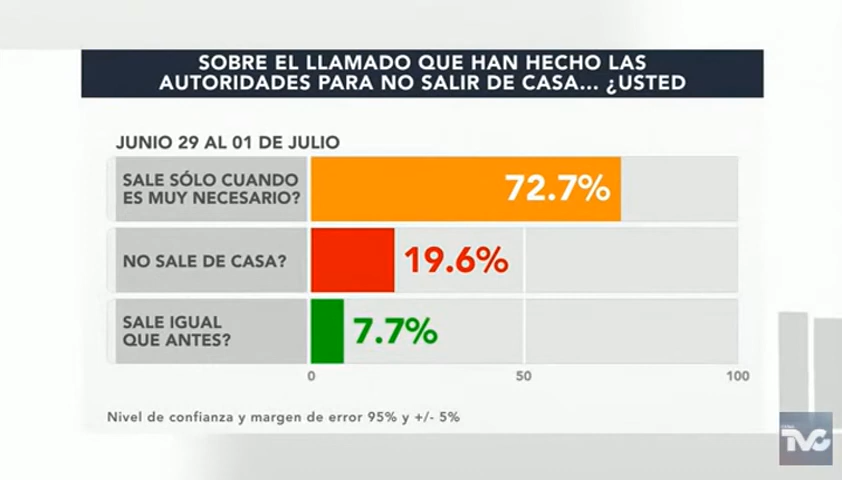 SOBRE EL LLAMADO QUE HAN HECHO LAS
AUTORIDADES PARA NO SALIR DE CASA... ¿USTED
JUNIO 29 AL 01 DE JULIO
SALE SÓLO CUANDO
ES MUY NECESARIO?
72.7%
NO SALE DE CASA?
19.6%
SALE IGUAL
QUE ANTES?
7.7%
0 50 100
Nivel de confianza y margen de error 95% y +/- 5%
TVC